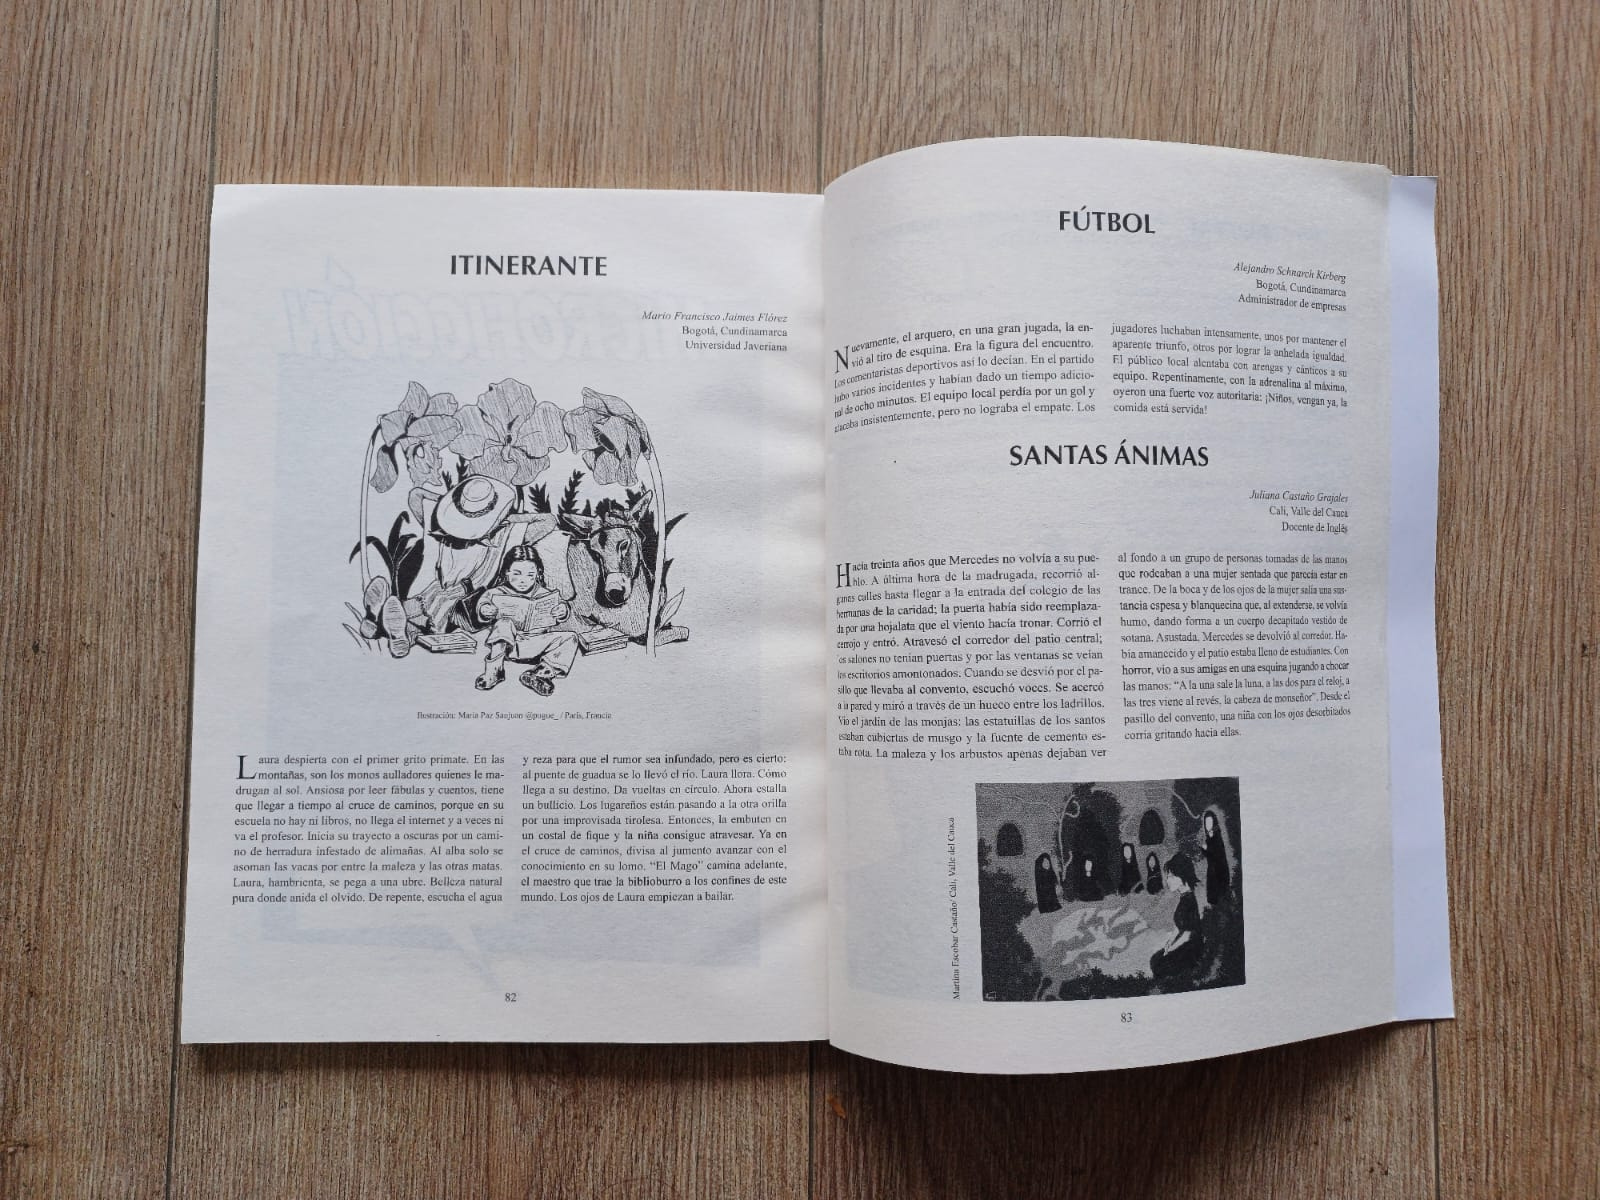 ITINERANTE
Mario Francisco Jaimes Flórez
Bogotá, Cundinamarca
Universidad Javeriana
Ilustración: María Paz Sanjuan @pogue_ / París, Francia
Laura despierta con el primer grito primate. En las
montañas, son los monos aulladores quienes le ma-
drugan al sol. Ansiosa por leer fábulas y cuentos, tiene
que llegar a tiempo al cruce de caminos, porque en su
escuela no hay ni libros, no llega el internet y a veces ni
va el profesor. Inicia su trayecto a oscuras por un cami-
no de herradura infestado de alimañas. Al alba solo se
asoman las vacas por entre la maleza y las otras matas.
Laura, hambrienta, se pega a una ubre. Belleza natural
pura donde anida el olvido. De repente, escucha el agua
y reza para que el rumor sea infundado, pero es cierto:
al puente de guadua se lo llevó el río. Laura llora. Cómo
llega a su destino. Da vueltas en círculo. Ahora estalla
un bullicio. Los lugareños están pasando a la otra orilla
por una improvisada tirolesa. Entonces, la embuten en
un costal de fique y la niña consigue atravesar. Ya en
el cruce de caminos, divisa al jumento avanzar con el
conocimiento en su lomo. “El Mago” camina adelante,
el maestro que trae la biblioburro a los confines de este
mundo. Los ojos de Laura empiezan a bailar.
82
FÚTBOL
Alejandro Schnarch Kirberg
Bogotá, Cundinamarca
Administrador de empresas
Nuevamente, el arquero, en una gran jugada, la en-
vió al tiro de esquina. Era la figura del encuentro.
Los comentaristas deportivos así lo decían. En el partido
hubo varios incidentes y habían dado un tiempo adicio-
nal de ocho minutos. El equipo local perdía por un gol y
atacaba insistentemente, pero no lograba el empate. Los
jugadores luchaban intensamente, unos por mantener el
aparente triunfo, otros por lograr la anhelada igualdad.
El público local alentaba con arengas y cánticos a su
equipo. Repentinamente, con la adrenalina al máximo,
oyeron una fuerte voz autoritaria: ¡Niños, vengan ya, la
comida está servida!
SANTAS ÁNIMAS
Juliana Castaño Grajales
Cali, Valle del Cauca
Docente de Inglés
Hacía treinta años que Mercedes no volvía a su pue-
blo. A última hora de la madrugada, recorrió al-
gunas calles hasta llegar a la entrada del colegio de las
hermanas de la caridad; la puerta había sido reemplaza-
da por una hojalata que el viento hacía tronar. Corrió el
cerrojo y entró. Atravesó el corredor del patio central;
los salones no tenían puertas y por las ventanas se veían
los escritorios amontonados. Cuando se desvió por el pa-
sillo que llevaba al convento, escuchó voces. Se acercó
a la pared y miró a través de un hueco entre los ladrillos.
Vio el jardín de las monjas: las estatuillas de los santos
estaban cubiertas de musgo y la fuente de cemento es-
taba rota. La maleza y los arbustos apenas dejaban ver
al fondo a un grupo de personas tomadas de las manos
que rodeaban a una mujer sentada que parecía estar en
trance. De la boca y de los ojos de la mujer salía una sus-
tancia espesa y blanquecina que, al extenderse, se volvía
humo, dando forma a un cuerpo decapitado vestido de
sotana. Asustada, Mercedes se devolvió al corredor. Ha-
bía amanecido y el patio estaba lleno de estudiantes. Con
horror, vio a sus amigas en una esquina jugando a chocar
las manos: “A la una sale la luna, a las dos para el reloj, a
las tres viene al revés, la cabeza de monseñor”. Desde el
pasillo del convento, una niña con los ojos desorbitados
corría gritando hacia ellas.
Martina Escobar Castaño/ Cali, Valle del Cauca
83